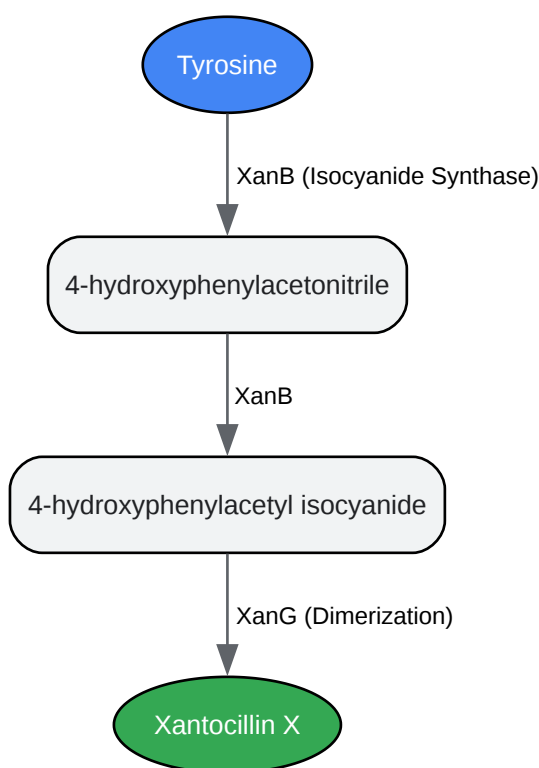 Tyrosine
XanB (Isocyanide Synthase)
4-hydroxyphenylacetonitrile
XanB
4-hydroxyphenylacetyl isocyanide
XanG (Dimerization)
Xantocillin X